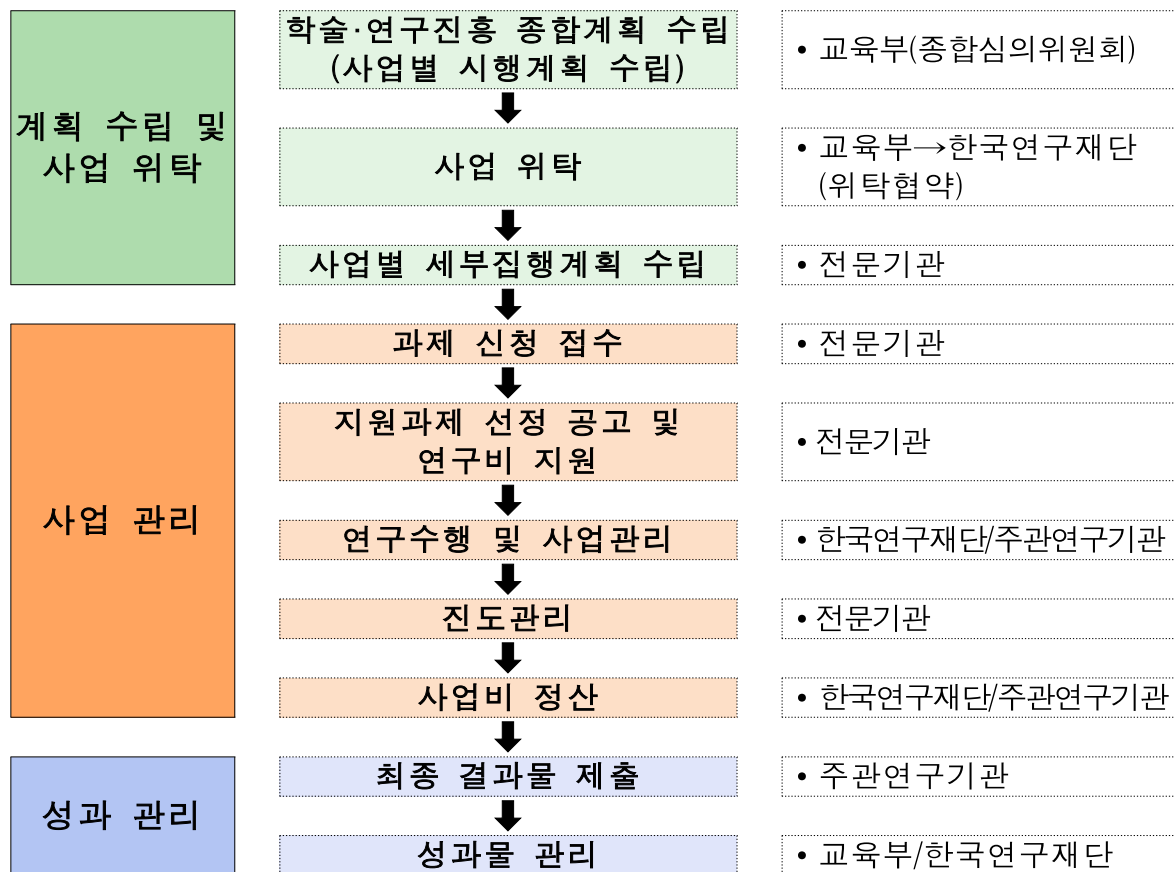 계획 수립 및
사업 위탁
학술·연구진흥 종합계획 수립
(사업별 시행계획 수립)
• 교육부(종합심의위원회)
사업 위탁
• 교육부→한국연구재단
(위탁협약)
사업별 세부집행계획 수립
• 전문기관
사업 관리
과제 신청 접수
• 전문기관
지원과제 선정 공고 및
연구비 지원
• 전문기관
연구수행 및 사업관리
• 한국연구재단/주관연구기관
진도관리
• 전문기관
사업비 정산
• 한국연구재단/주관연구기관
성과 관리
최종 결과물 제출
• 주관연구기관
성과물 관리
• 교육부/한국연구재단